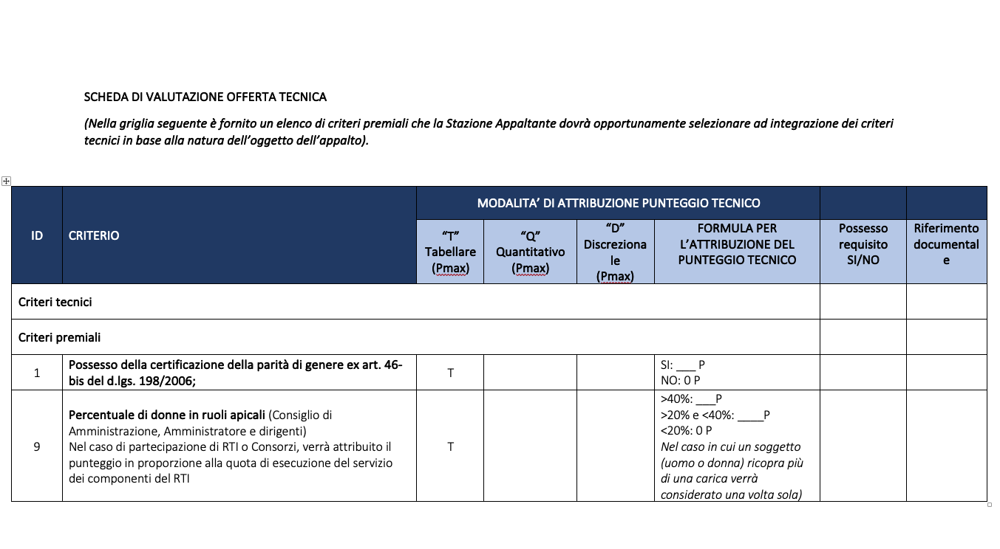 SCHEDA DI VALUTAZIONE OFFERTA TECNICA
(Nella griglia seguente è fornito un elenco di criteri premiali che la Stazione Appaltante dovrà opportunamente selezionare ad integrazione dei criteri
tecnici in base alla natura dell’oggetto dell’appalto).
ID
CRITERIO
MODALITA’ DI ATTRIBUZIONE PUNTEGGIO TECNICO
“T”
Tabellare
(Pmax)
“Q”
Quantitativo
(Pmax)
“D”
Discreziona
le
(Pmax)
FORMULA PER
L’ATTRIBUZIONE DEL
PUNTEGGIO TECNICO
Possesso
requisito
SI/NO
Riferimento
documental
e
Criteri tecnici
Criteri premiali
1
Possesso della certificazione della parità di genere ex art. 46-
bis del d.lgs. 198/2006;
T
SI: ___ P
NO: 0 P
9
Percentuale di donne in ruoli apicali (Consiglio di
Amministrazione, Amministratore e dirigenti)
Nel caso di partecipazione di RTI o Consorzi, verrà attribuito il
punteggio in proporzione alla quota di esecuzione del servizio
dei componenti del RTI
T
>40%: ___P
>20% e <40%: ____P
<20%: 0 P
Nel caso in cui un soggetto
(uomo o donna) ricopra più
di una carica verrà
considerato una volta sola)